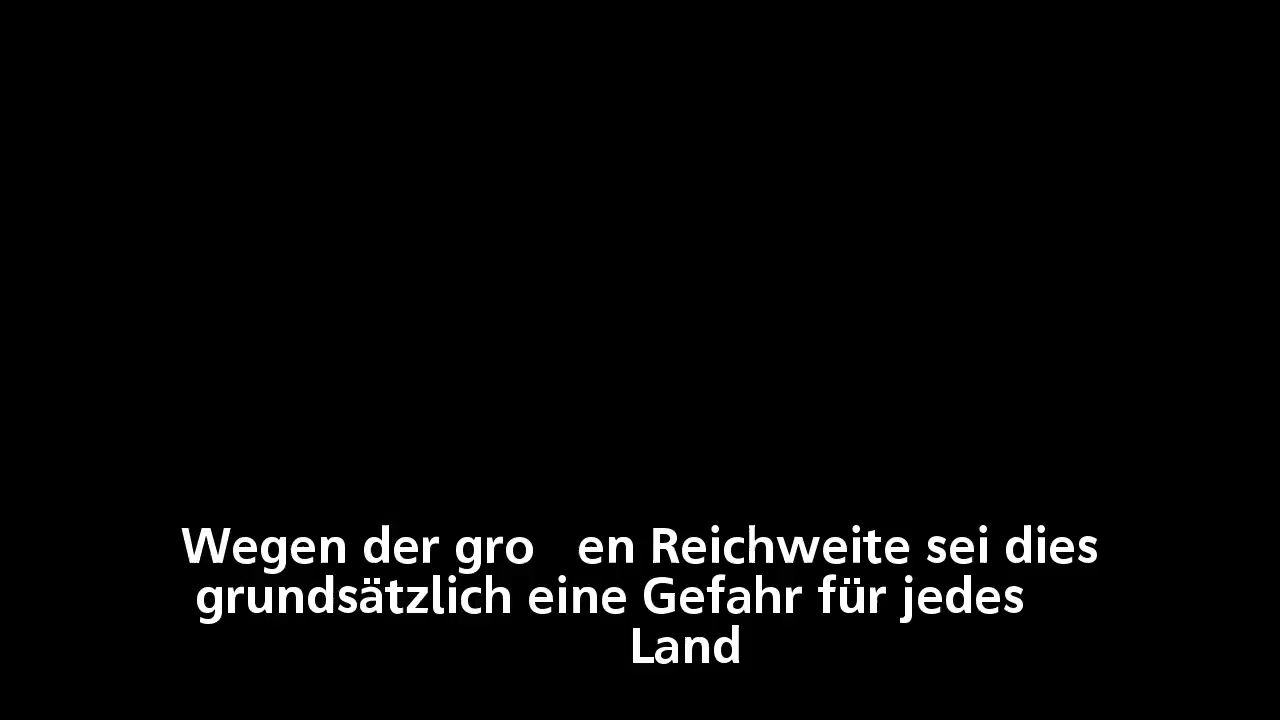 Wegen der gro en Reichweite sei dies
grundsätzlich eine Gefahr für jedes
Land